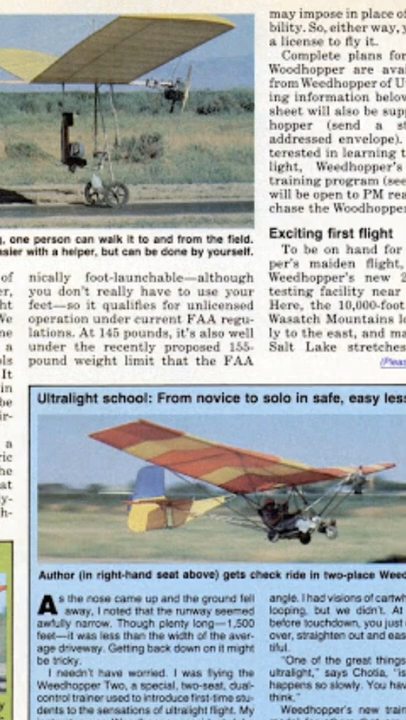 may impose in place of
bility. So, either way, y
a license to fly it.
Complete plans for
Woodhopper are avai
from Weedhopper of U
ing information below
sheet will also be supp
hopper (send a st
addressed envelope).
terested in learning t
light, Weedhopper's
training program (see
will be open to PM rea
chase the Woodhopper
Exciting first flight
To be on hand for
per's maiden flight,
Weedhopper's new 2
testing facility near
Here, the 10,000-foot
Wasatch Mountains l
ly to the east, and ma
Salt Lake stretches
(Pleas
g, one person can walk it to and from the field.
asier with a helper, but can be done by yourself.
of
er,
ht
We
ne
a
ols
It
in
be
ir-
a
ric
he
at
y-
h-
nically foot-launchable—although
you don't really have to use your
feet—so it qualifies for unlicensed
operation under current FAA regu-
lations. At 145 pounds, it's also well
under the recently proposed 155-
pound weight limit that the FAA
Ultralight school: From novice to solo in safe, easy less
Author (in right-hand seat above) gets check ride in two-place Weed
As the nose came up and the ground fell
away, I noted that the runway seemed
awfully narrow. Though plenty long—1,500
feet—it was less than the width of the aver-
age driveway. Getting back down on it might
be tricky.
I needn't have worried. I was flying the
Weedhopper Two, a special, two-seat, dual-
control trainer used to introduce first-time stu-
dents to the sensations of ultralight flight. My
angle. I had visions of cartwh
looping, but we didn't. At
before touchdown, you just
over, straighten out and eas
tiful.
"One of the great things
ultralight," says Chotia, "is
happens so slowly. You hav
think."
Weedhopper's new train